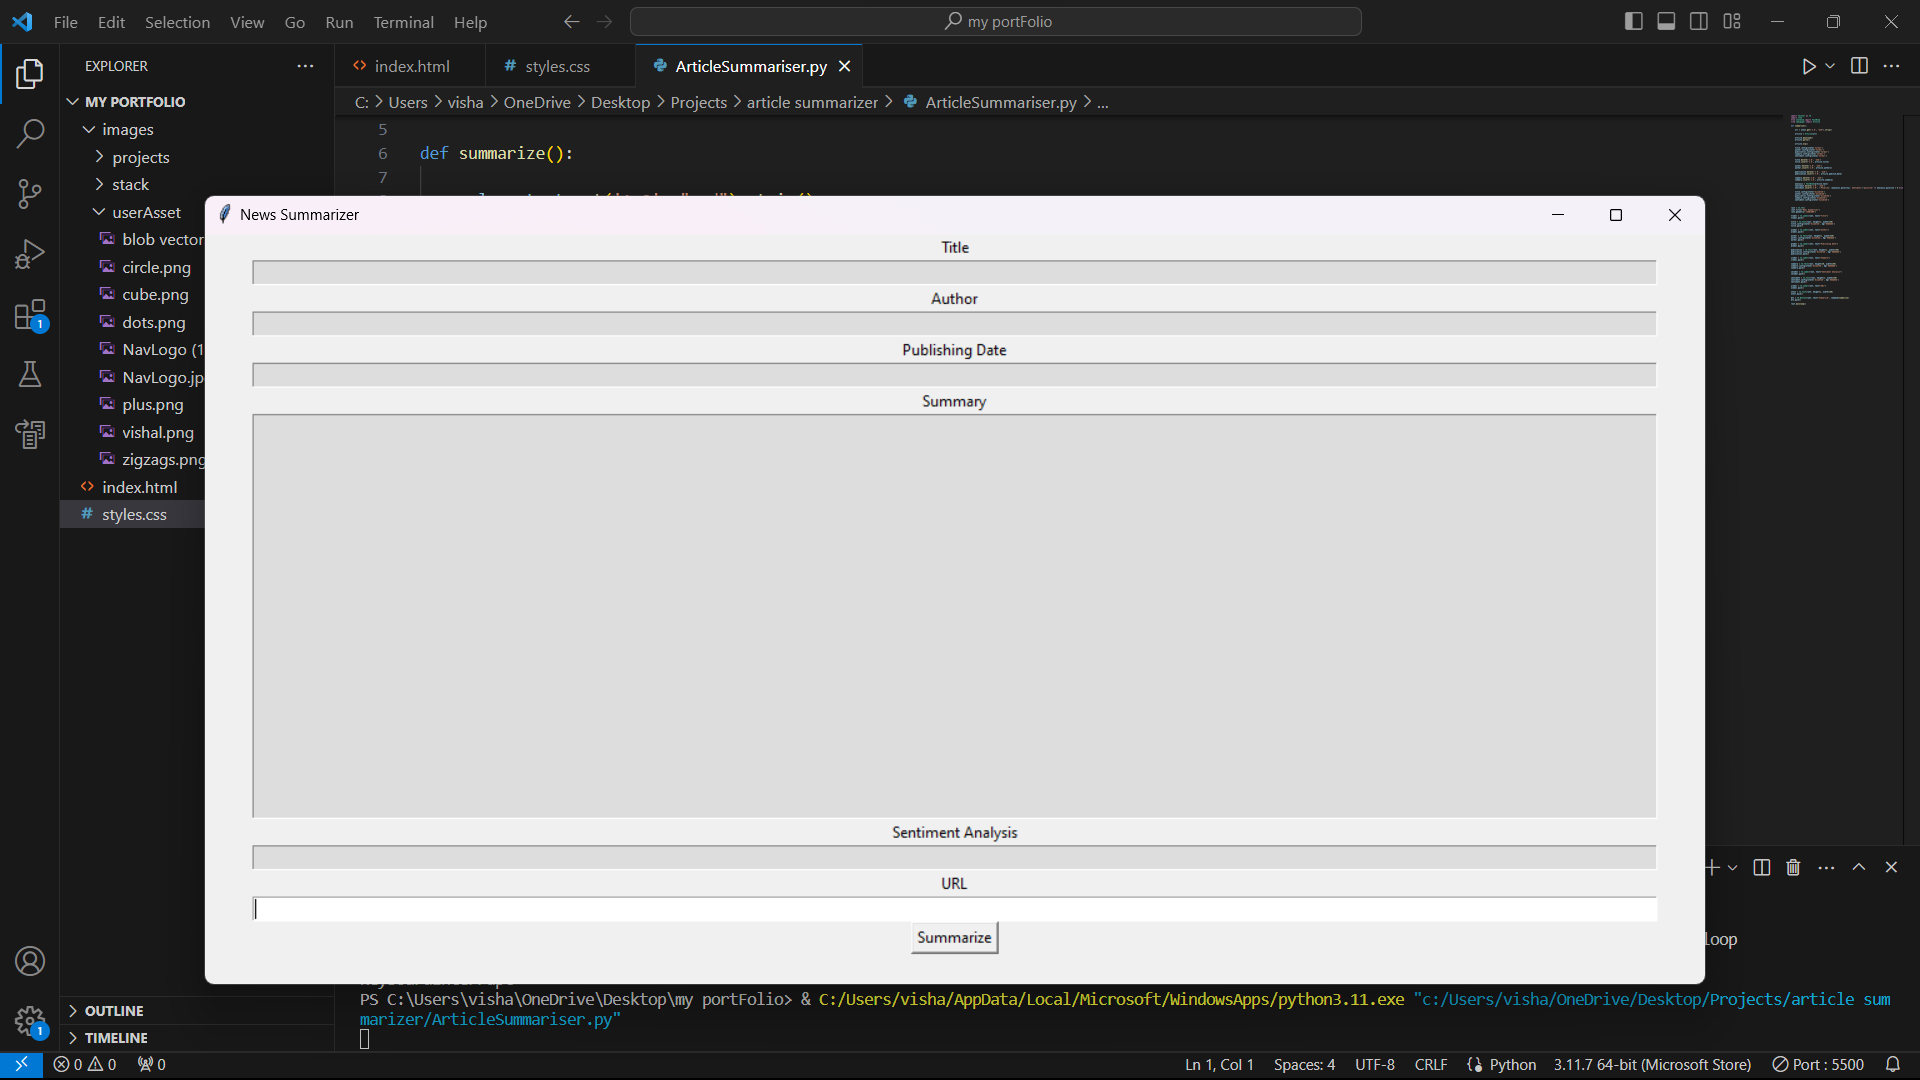 File Edit Selection View Go Run Terminal Help
my portFolio
EXPLORER
MY PORTFOLIO
images
projects
stack
userAsset
blob vector
circle.png
cube.png
dots.png
NavLogo (1
NavLogo.jp
plus.png
vishal.png
zigzags.png
index.html
styles.css
OUTLINE
TIMELINE
index.html styles.css ArticleSummariser.py
C: > Users > visha > OneDrive > Desktop > Projects > article summarizer > ArticleSummariser.py > ...
5
6 def summarize():
7
News Summarizer
Title
Author
Publishing Date
Summary
Sentiment Analysis
URL
Summarize
loop
PS C:\Users\visha\OneDrive\Desktop\my portFolio> & C:/Users/visha/AppData/Local/Microsoft/WindowsApps/python3.11.exe "c:/Users/visha/OneDrive/Desktop/Projects/article sum
marizer/ArticleSummariser.py"
1
1
0 0 0 Ln 1, Col 1 Spaces: 4 UTF-8 CRLF Python 3.11.7 64-bit (Microsoft Store) Port : 5500